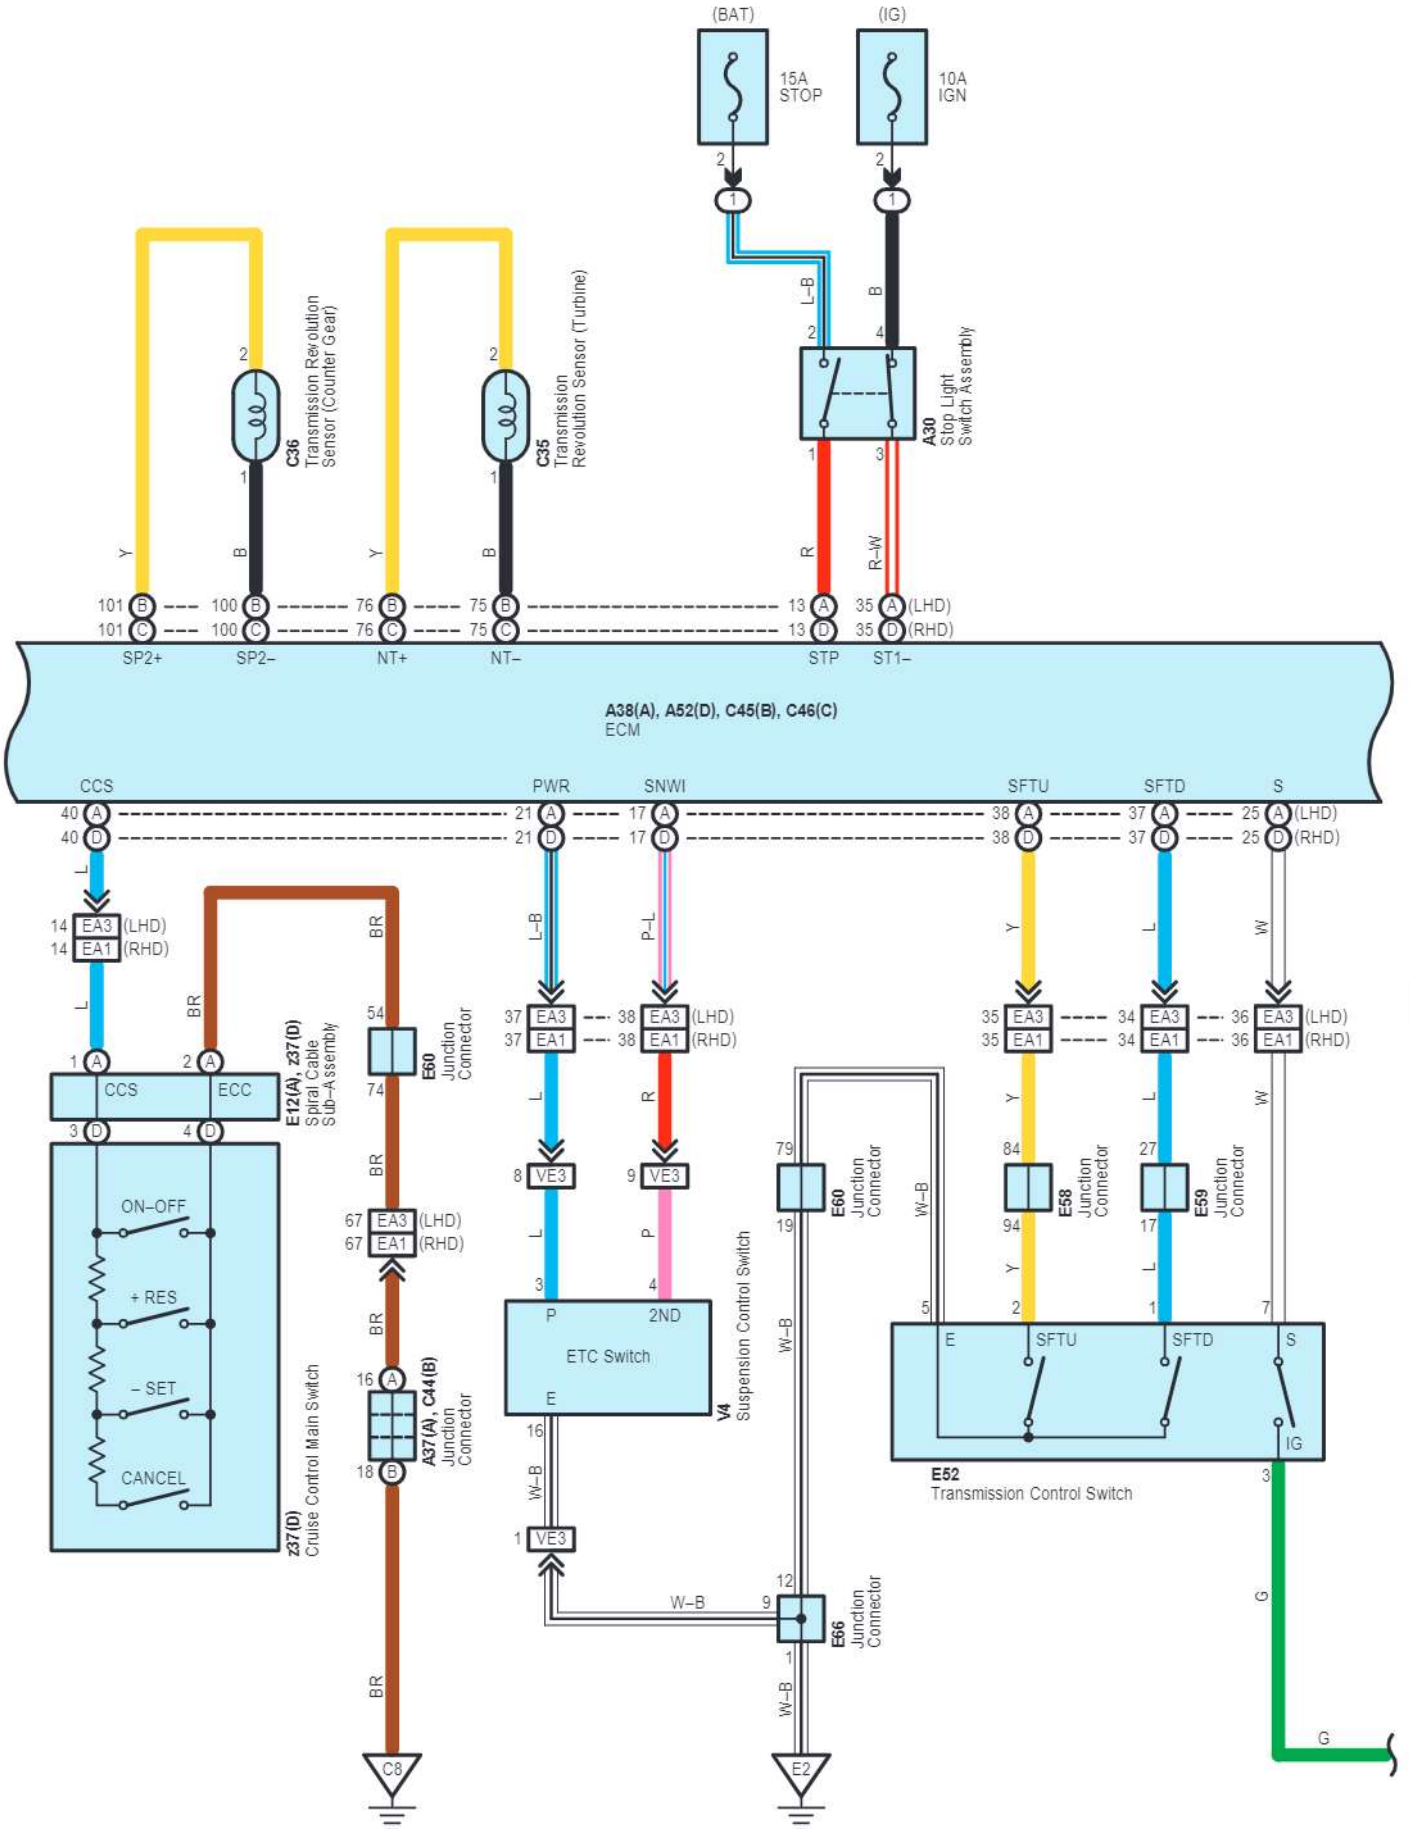 (BAT) (IG)
15A
STOP
10A
IGN
2 2
1 1
L–B B
2 4
A30
Stop Light
Switch Assembly
1 3
R R–W
2 2
C36
Transmission Revolution
Sensor (Counter Gear)
C35
Transmission
Revolution Sensor (Turbine)
1 1
Y B Y B
101 B 100 B 76 B 75 B 13 A 35 A (LHD)
101 C 100 C 76 C 75 C 13 D 35 D (RHD)
SP2+ SP2– NT+ NT– STP ST1–
A38(A), A52(D), C45(B), C46(C)
ECM
CCS PWR SNWI SFTU SFTD S
40 A 21 A 17 A 38 A 37 A 25 A (LHD)
40 D 21 D 17 D 38 D 37 D 25 D (RHD)
L BR L–B P–L Y L W
14 EA3 (LHD)
14 EA1 (RHD)
L BR
54
E60
Junction
Connector
74
37 EA3 38 EA3 (LHD) 35 EA3 34 EA3 36 EA3 (LHD)
37 EA1 38 EA1 (RHD) 35 EA1 34 EA1 36 EA1 (RHD)
1 A 2 A
CCS ECC
E12(A), z37(D)
Spiral Cable
Sub–Assembly
3 D 4 D
BR L R Y L W
8 VE3 9 VE3
79
E60
Junction
Connector
19
W–B
84
E58
Junction
Connector
94
27
E59
Junction
Connector
17
ON–OFF
+ RES
– SET
CANCEL
z37(D)
Cruise Control Main Switch
67 EA3 (LHD)
67 EA1 (RHD)
BR
16 A
A37(A), C44(B)
Junction
Connector
18 B
L P
3 4
P 2ND
ETC Switch
E
V4
Suspension Control Switch
16
W–B
1 VE3
W–B
Y L
5 2 1 7
E SFTU SFTD S
IG
E52
Transmission Control Switch
3
W–B
12
9
E66
Junction
Connector
1
W–B
G
BR
G
C8 E2